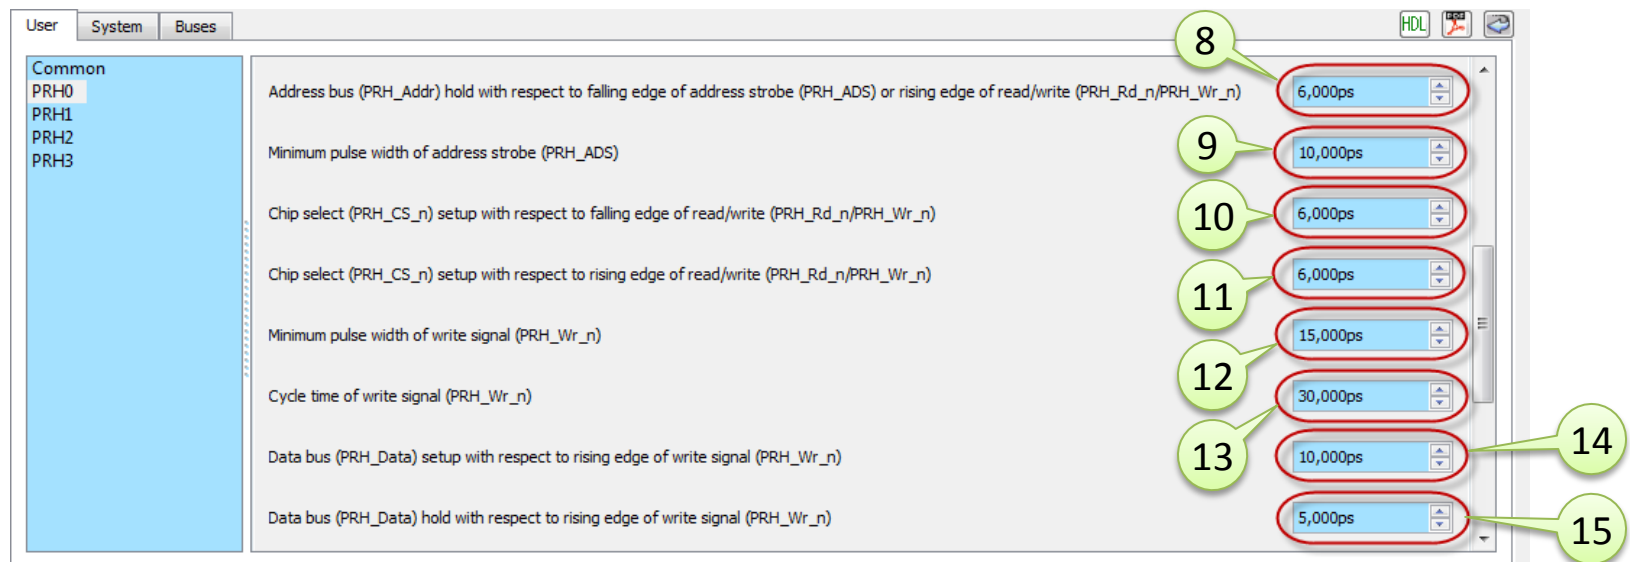 User System Buses HDL PDF
8
Common
PRH0
PRH1
PRH2
PRH3
Address bus (PRH_Addr) hold with respect to falling edge of address strobe (PRH_ADS) or rising edge of read/write (PRH_Rd_n/PRH_Wr_n) 6,000ps
9
Minimum pulse width of address strobe (PRH_ADS) 10,000ps
10
Chip select (PRH_CS_n) setup with respect to falling edge of read/write (PRH_Rd_n/PRH_Wr_n) 6,000ps
Chip select (PRH_CS_n) setup with respect to rising edge of read/write (PRH_Rd_n/PRH_Wr_n) 6,000ps
11
Minimum pulse width of write signal (PRH_Wr_n) 15,000ps
12
Cycle time of write signal (PRH_Wr_n) 30,000ps
13
14
Data bus (PRH_Data) setup with respect to rising edge of write signal (PRH_Wr_n) 10,000ps
Data bus (PRH_Data) hold with respect to rising edge of write signal (PRH_Wr_n) 5,000ps
15